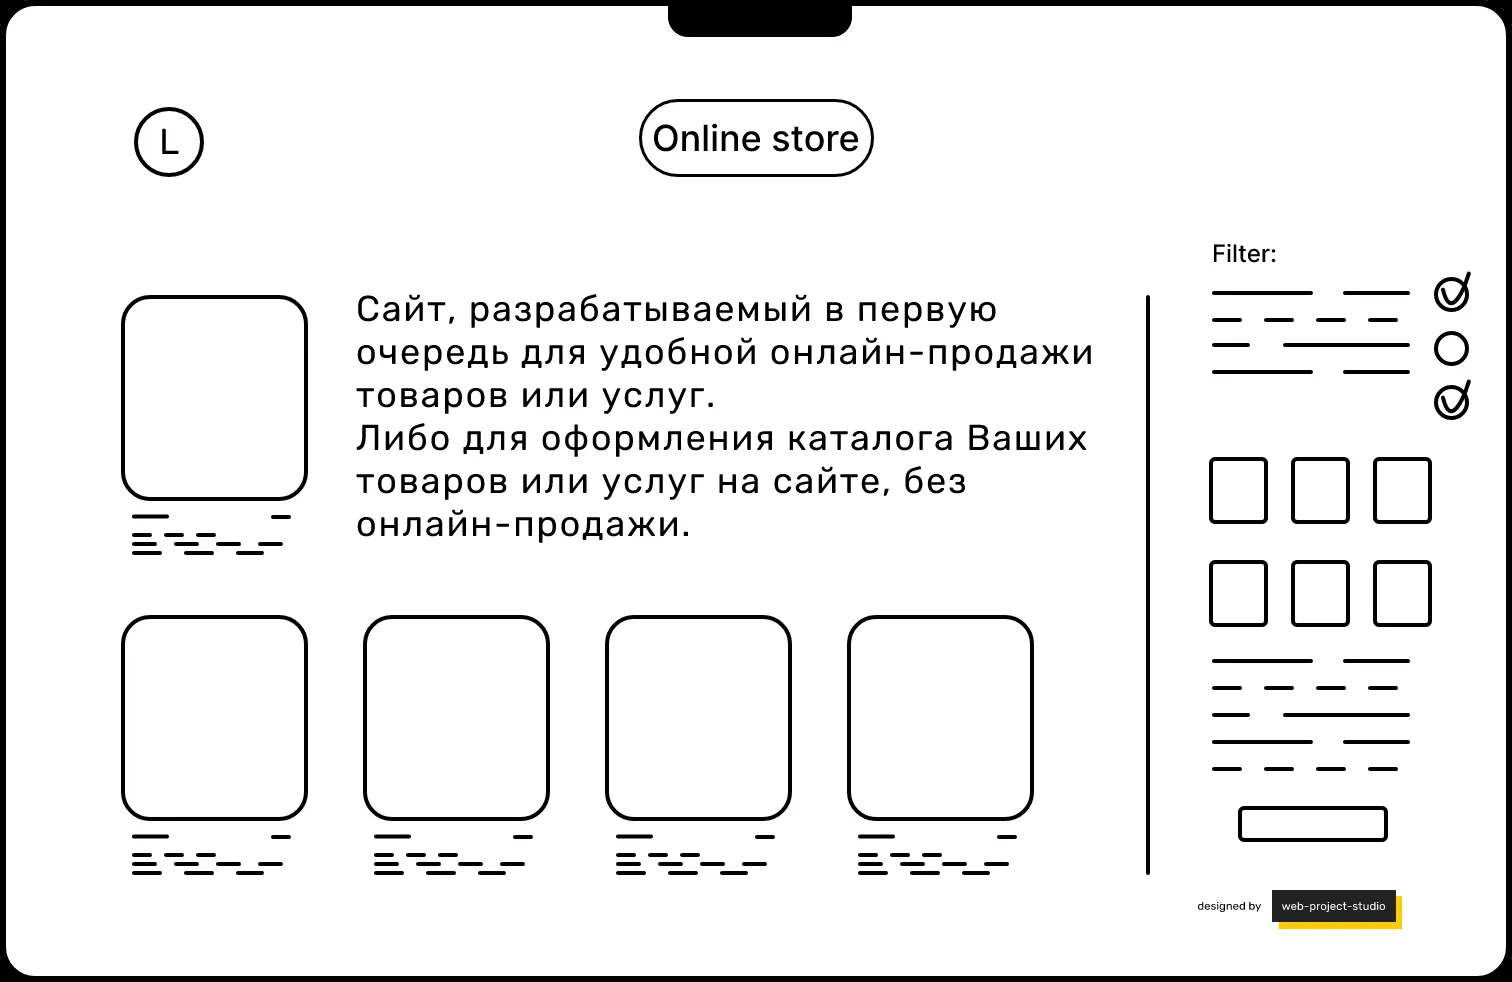 L
Online store
Filter:
Сайт, разрабатываемый в первую
очередь для удобной онлайн-продажи
товаров или услуг.
Либо для оформления каталога Ваших
товаров или услуг на сайте, без
онлайн-продажи.
designed by web-project-studio